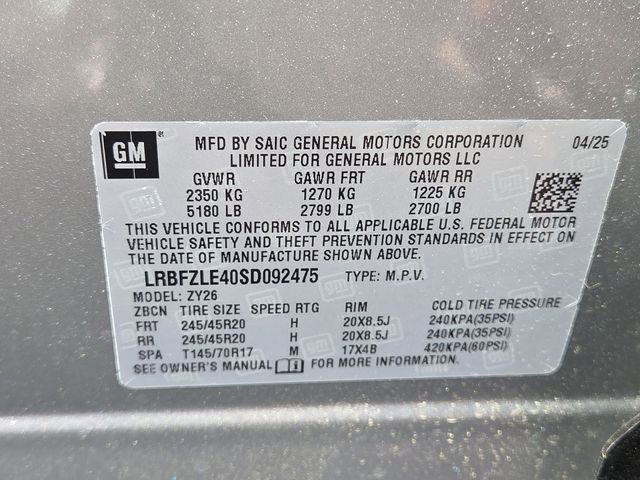 GM
MFD BY SAIC GENERAL MOTORS CORPORATION 04/25
LIMITED FOR GENERAL MOTORS LLC
GVWR GAWR FRT GAWR RR
2350 KG 1270 KG 1225 KG
5180 LB 2799 LB 2700 LB
THIS VEHICLE CONFORMS TO ALL APPLICABLE U.S. FEDERAL MOTOR
VEHICLE SAFETY AND THEFT PREVENTION STANDARDS IN EFFECT ON
THE DATE OF MANUFACTURE SHOWN ABOVE.
LRBFZLE40SD092475 TYPE: M.P.V.
MODEL: ZY26
ZBCN TIRE SIZE SPEED RTG RIM COLD TIRE PRESSURE
FRT 245/45R20 H 20X8.5J 240KPA(35PSI)
RR 245/45R20 H 20X8.5J 240KPA(35PSI)
SPA T145/70R17 M 17X4B 420KPA(60PSI)
SEE OWNER'S MANUAL FOR MORE INFORMATION.